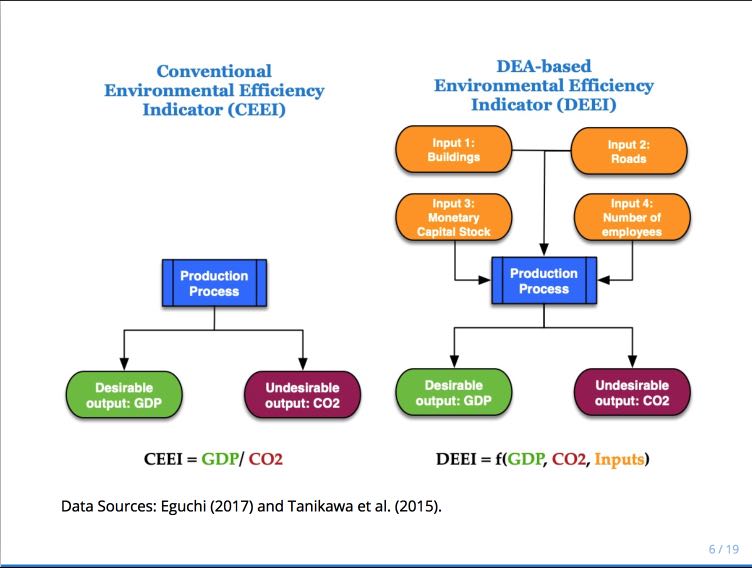 Conventional
Environmental Efficiency
Indicator (CEEI)
Production
Process
Desirable
output: GDP
Undesirable
output: CO2
CEEI = GDP/ CO2
DEA-based
Environmental Efficiency
Indicator (DEEI)
Input 1:
Buildings
Input 2:
Roads
Input 3:
Monetary
Capital Stock
Input 4:
Number of
employees
Production
Process
Desirable
output: GDP
Undesirable
output: CO2
DEEI = f(GDP, CO2, Inputs)
Data Sources: Eguchi (2017) and Tanikawa et al. (2015).
6 / 19